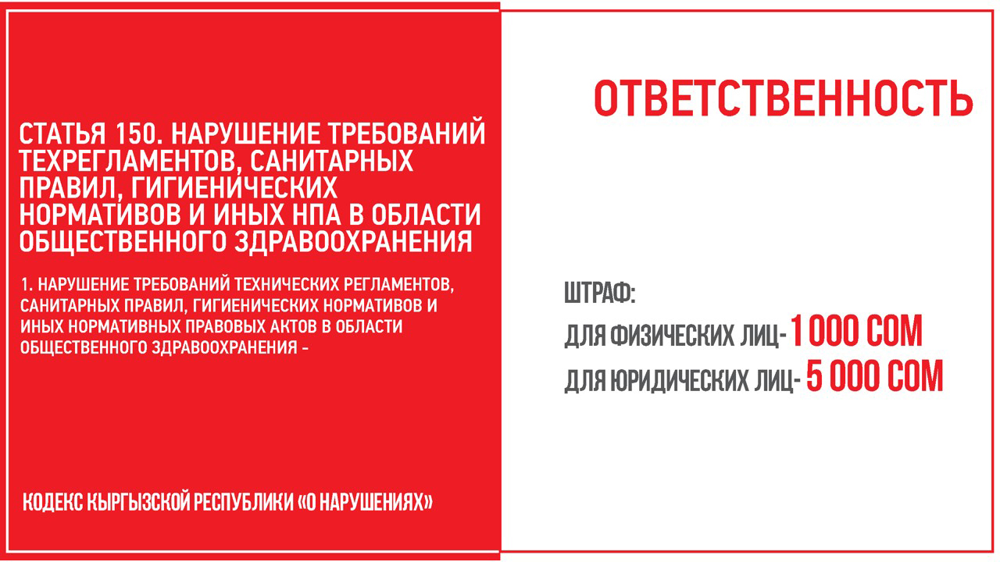 СТАТЬЯ 150. НАРУШЕНИЕ ТРЕБОВАНИЙ
ТЕХРЕГЛАМЕНТОВ, САНИТАРНЫХ
ПРАВИЛ, ГИГИЕНИЧЕСКИХ
НОРМАТИВОВ И ИНЫХ НПА В ОБЛАСТИ
ОБЩЕСТВЕННОГО ЗДРАВООХРАНЕНИЯ
1. НАРУШЕНИЕ ТРЕБОВАНИЙ ТЕХНИЧЕСКИХ РЕГЛАМЕНТОВ,
САНИТАРНЫХ ПРАВИЛ, ГИГИЕНИЧЕСКИХ НОРМАТИВОВ И
ИНЫХ НОРМАТИВНЫХ ПРАВОВЫХ АКТОВ В ОБЛАСТИ
ОБЩЕСТВЕННОГО ЗДРАВООХРАНЕНИЯ -
КОДЕКС КЫРГЫЗСКОЙ РЕСПУБЛИКИ «О НАРУШЕНИЯХ»
ОТВЕТСТВЕННОСТЬ
ШТРАФ:
ДЛЯ ФИЗИЧЕСКИХ ЛИЦ- 1 000 СОМ
ДЛЯ ЮРИДИЧЕСКИХ ЛИЦ- 5 000 СОМ